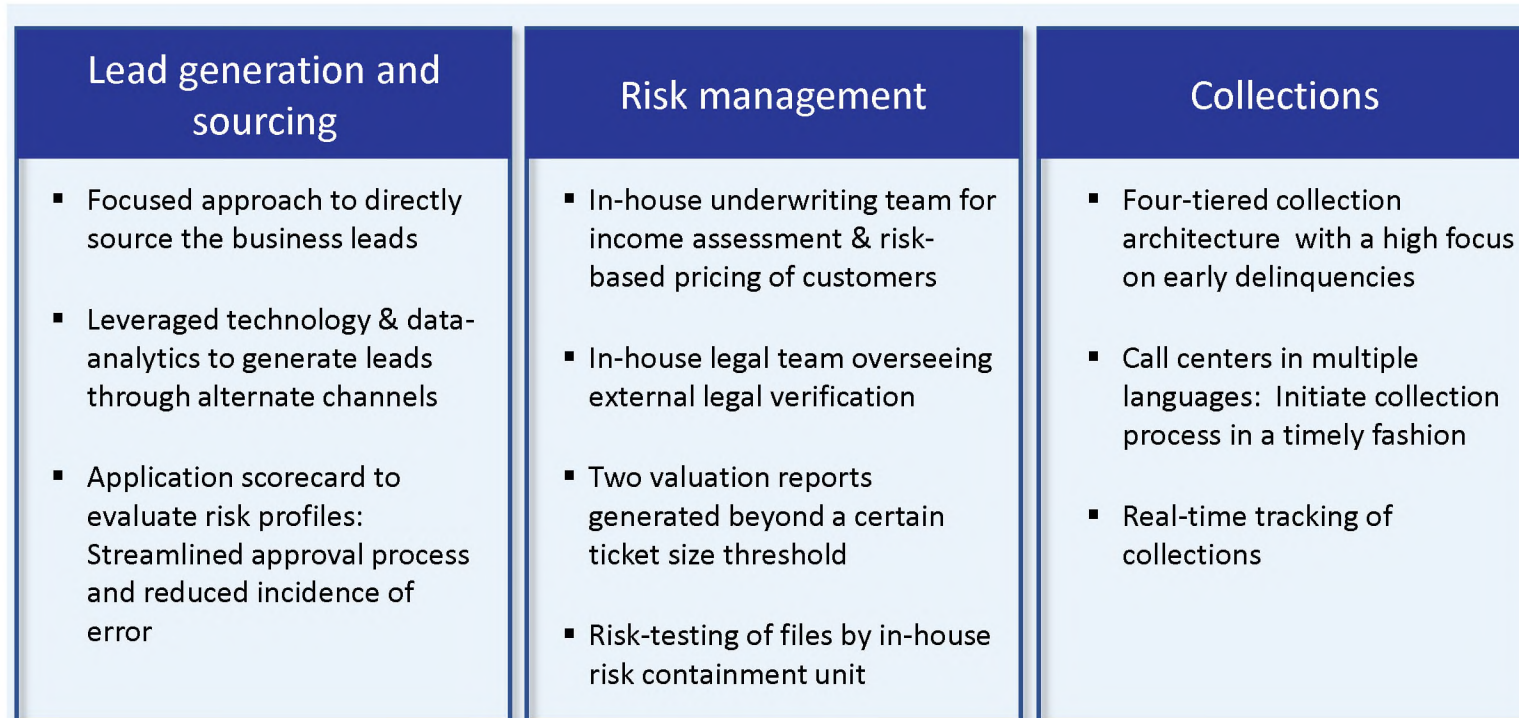 Lead generation and
sourcing
▪ Focused approach to directly
source the business leads
▪ Leveraged technology & data-
analytics to generate leads
through alternate channels
▪ Application scorecard to
evaluate risk profiles:
Streamlined approval process
and reduced incidence of
error
Risk management
▪ In-house underwriting team for
income assessment & risk-
based pricing of customers
▪ In-house legal team overseeing
external legal verification
▪ Two valuation reports
generated beyond a certain
ticket size threshold
▪ Risk-testing of files by in-house
risk containment unit
Collections
▪ Four-tiered collection
architecture with a high focus
on early delinquencies
▪ Call centers in multiple
languages: Initiate collection
process in a timely fashion
▪ Real-time tracking of
collections